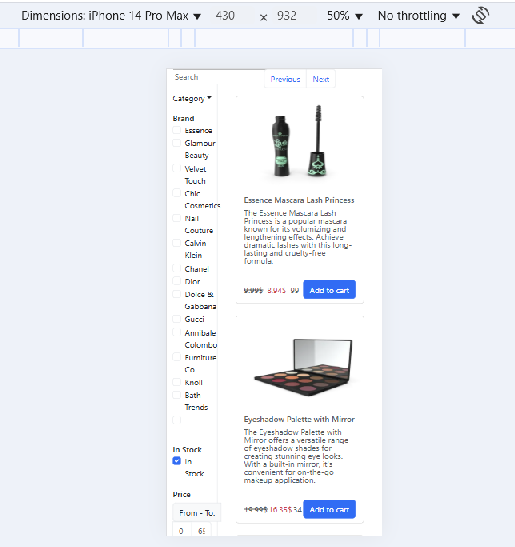 Dimensions: iPhone 14 Pro Max ▼ 430 × 932 50% ▼ No throttling ▼
Search
Previous Next
Category
Brand
Essence
Glamour
Beauty
Velvet
Touch
Chic
Cosmetics
Nail
Couture
Calvin
Klein
Chanel
Dior
Dolce &
Gabbana
Gucci
Annibale
Colombo
Furniture
Co.
Knoll
Bath
Trends
In Stock
In
Stock
Price
From - To:
0
Essence Mascara Lash Princess
The Essence Mascara Lash
Princess is a popular mascara
known for its volumizing and
lengthening effects. Achieve
dramatic lashes with this long-
lasting and cruelty-free
formula.
9.99$ 8.94$ 99 Add to cart
Eyeshadow Palette with Mirror
The Eyeshadow Palette with
Mirror offers a versatile range
of eyeshadow shades for
creating stunning eye looks.
With a built-in mirror, it's
convenient for on-the-go
makeup application.
19.99$ 16.35$ 34 Add to cart